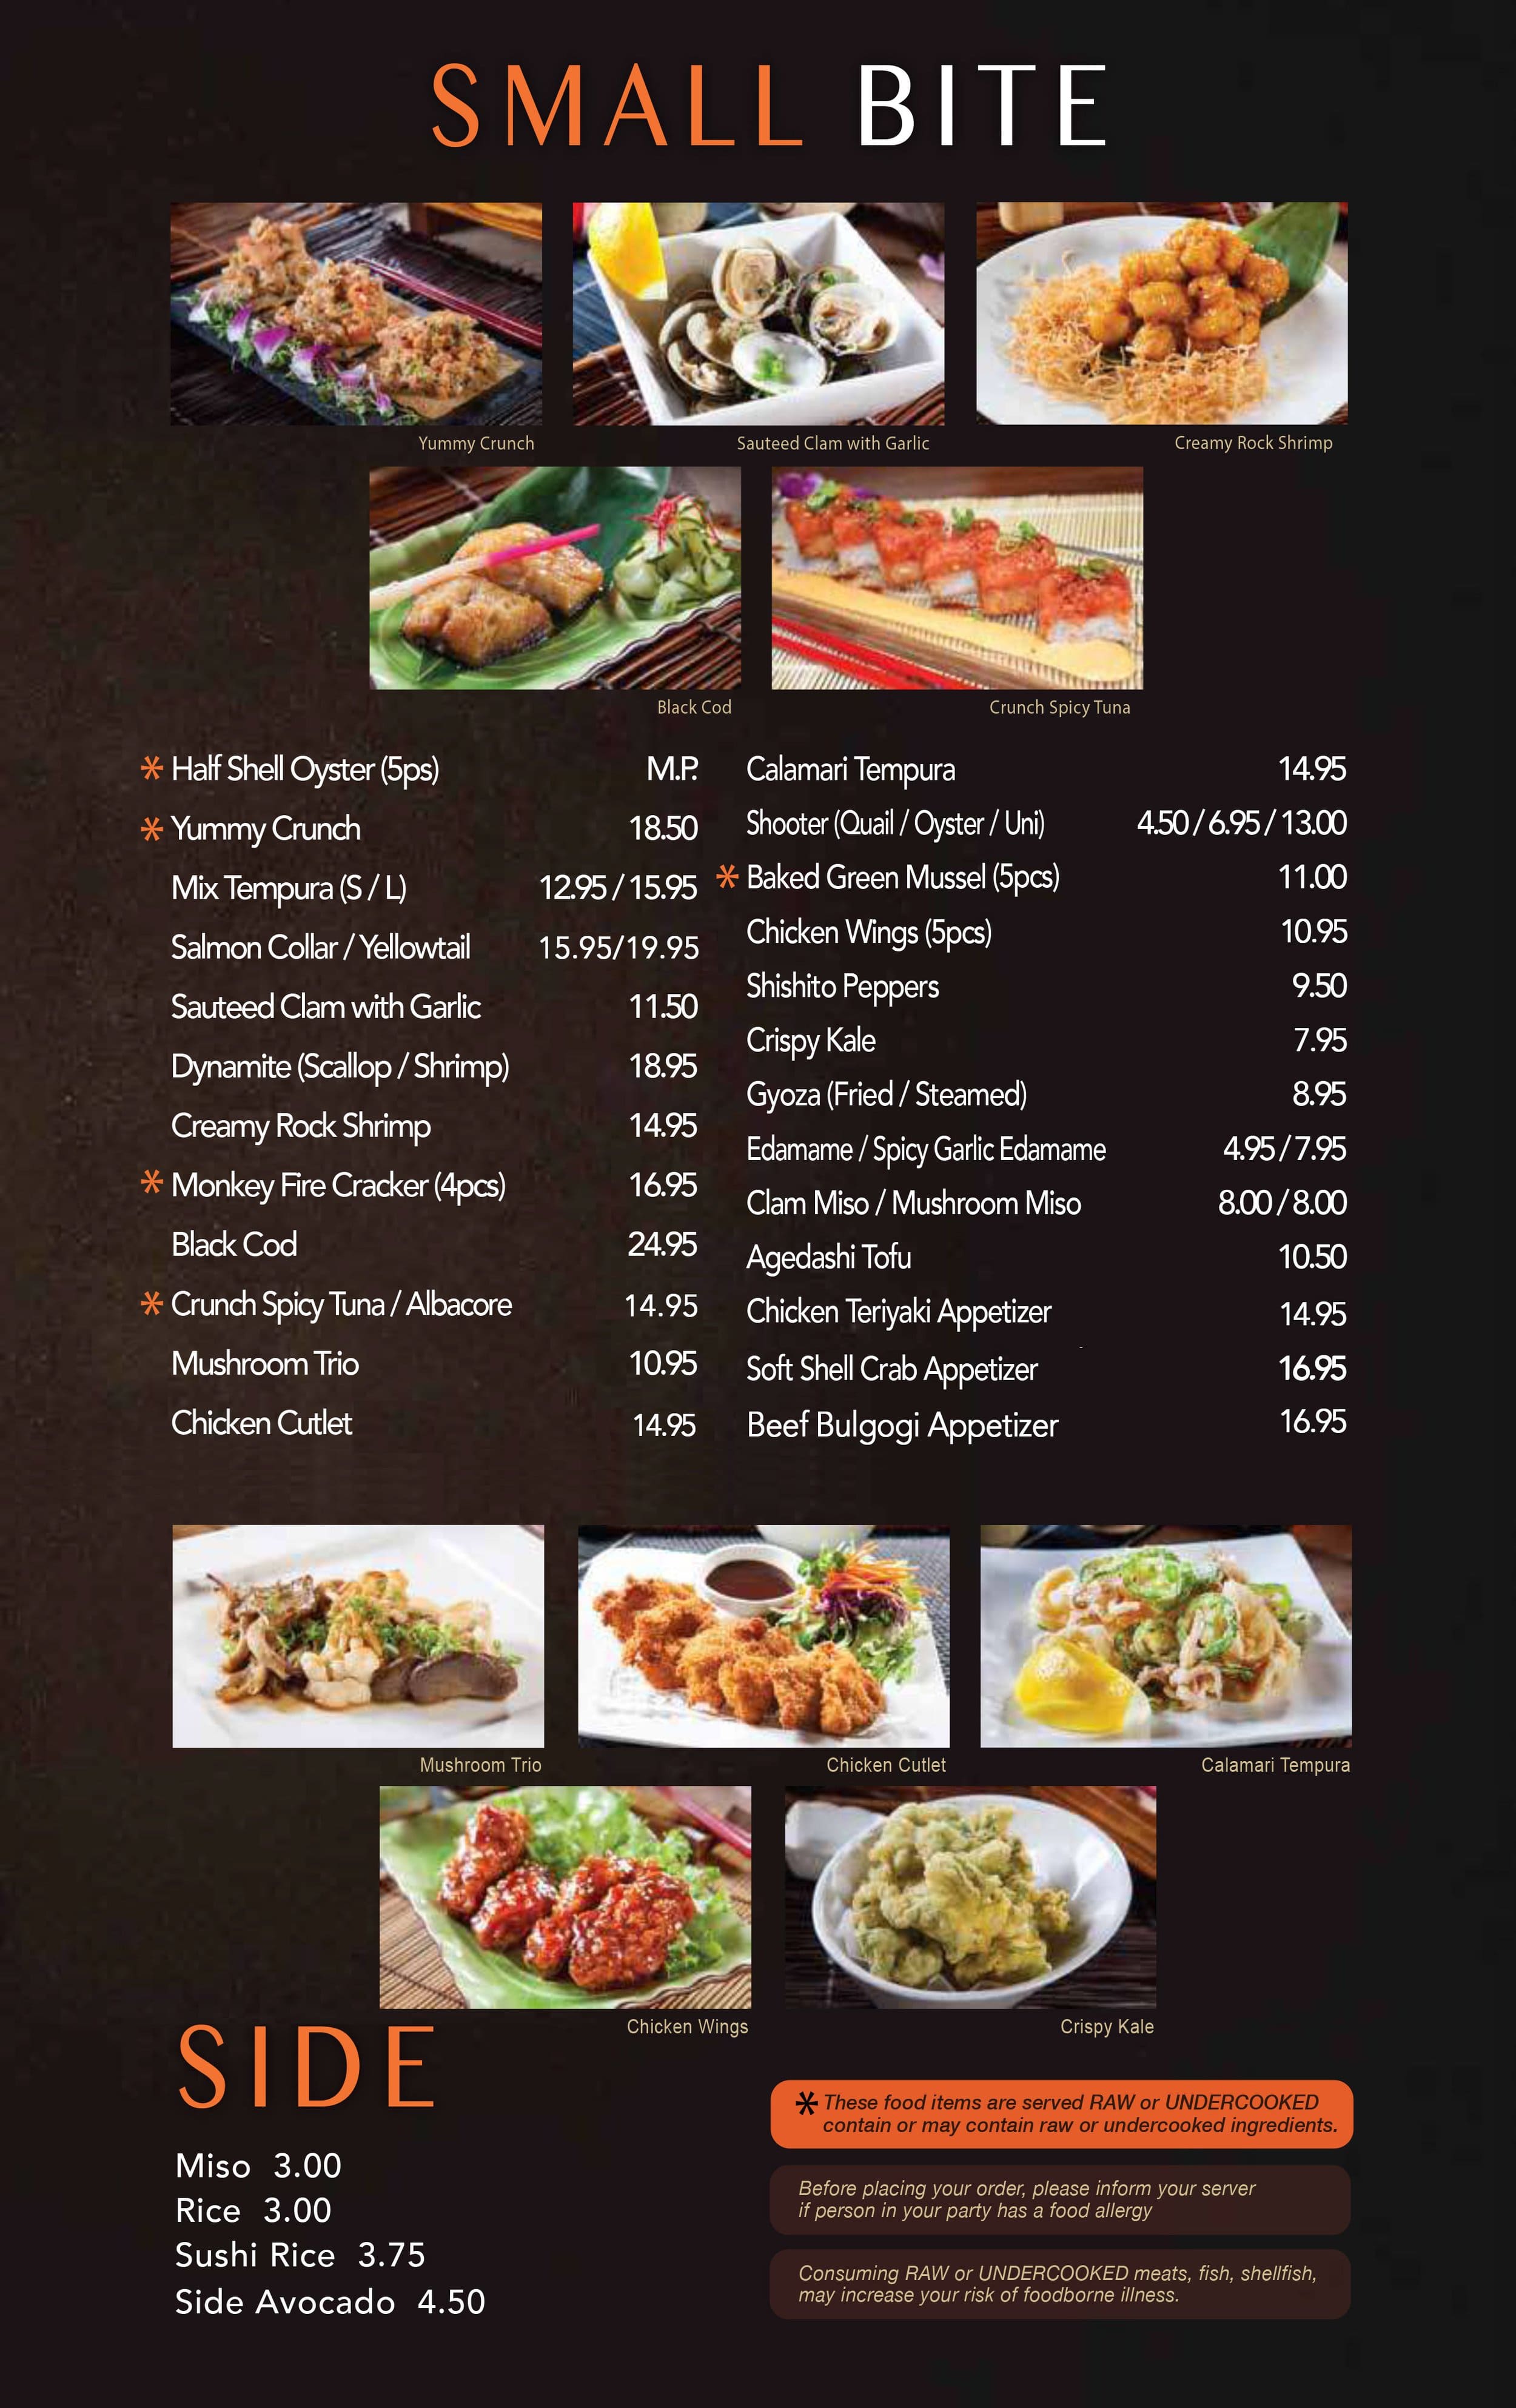 SMALL BITE
Yummy Crunch
Sauteed Clam with Garlic
Creamy Rock Shrimp
Black Cod
Crunch Spicy Tuna
* Half Shell Oyster (5ps) M.P.
* Yummy Crunch 18.50
Mix Tempura (S / L) 12.95 / 15.95
Salmon Collar / Yellowtail 15.95/19.95
Sauteed Clam with Garlic 11.50
Dynamite (Scallop / Shrimp) 18.95
Creamy Rock Shrimp 14.95
* Monkey Fire Cracker (4pcs) 16.95
Black Cod 24.95
* Crunch Spicy Tuna / Albacore 14.95
Mushroom Trio 10.95
Chicken Cutlet 14.95
Calamari Tempura 14.95
Shooter (Quail / Oyster / Uni) 4.50 / 6.95 / 13.00
* Baked Green Mussel (5pcs) 11.00
Chicken Wings (5pcs) 10.95
Shishito Peppers 9.50
Crispy Kale 7.95
Gyoza (Fried / Steamed) 8.95
Edamame / Spicy Garlic Edamame 4.95 / 7.95
Clam Miso / Mushroom Miso 8.00 / 8.00
Agedashi Tofu 10.50
Chicken Teriyaki Appetizer 14.95
Soft Shell Crab Appetizer 16.95
Beef Bulgogi Appetizer 16.95
Mushroom Trio
Chicken Cutlet
Calamari Tempura
Chicken Wings
Crispy Kale
SIDE
Miso 3.00
Rice 3.00
Sushi Rice 3.75
Side Avocado 4.50
* These food items are served RAW or UNDERCOOKED
contain or may contain raw or undercooked ingredients.
Before placing your order, please inform your server
if person in your party has a food allergy
Consuming RAW or UNDERCOOKED meats, fish, shellfish,
may increase your risk of foodborne illness.